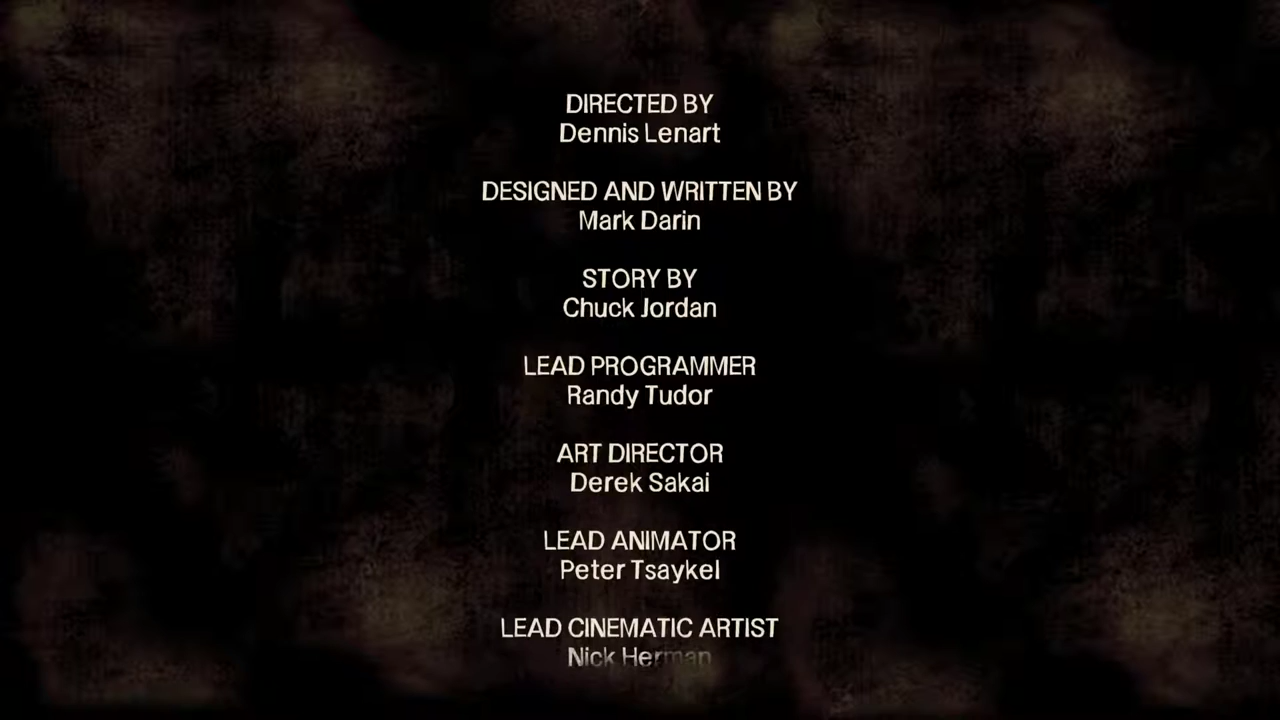 DIRECTED BY
Dennis Lenart
DESIGNED AND WRITTEN BY
Mark Darin
STORY BY
Chuck Jordan
LEAD PROGRAMMER
Randy Tudor
ART DIRECTOR
Derek Sakai
LEAD ANIMATOR
Peter Tsaykel
LEAD CINEMATIC ARTIST
Nick Herman